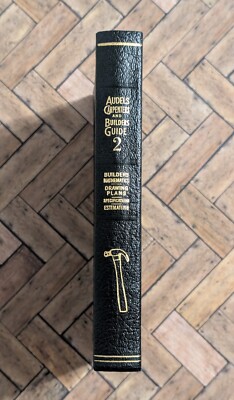 AUDELS
CARPENTERS
AND
BUILDERS
GUIDE
2
BUILDERS
MATHEMATICS
DRAWING
PLANS
SPECIFICATIONS
ESTIMATING